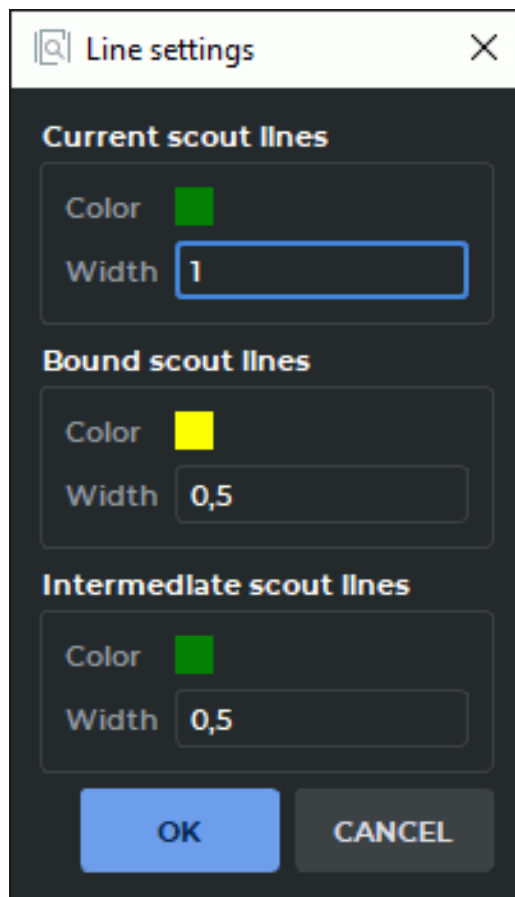 Line settings
Current scout lines
Color
Width 1
Bound scout lines
Color
Width 0,5
Intermediate scout lines
Color
Width 0,5
OK CANCEL